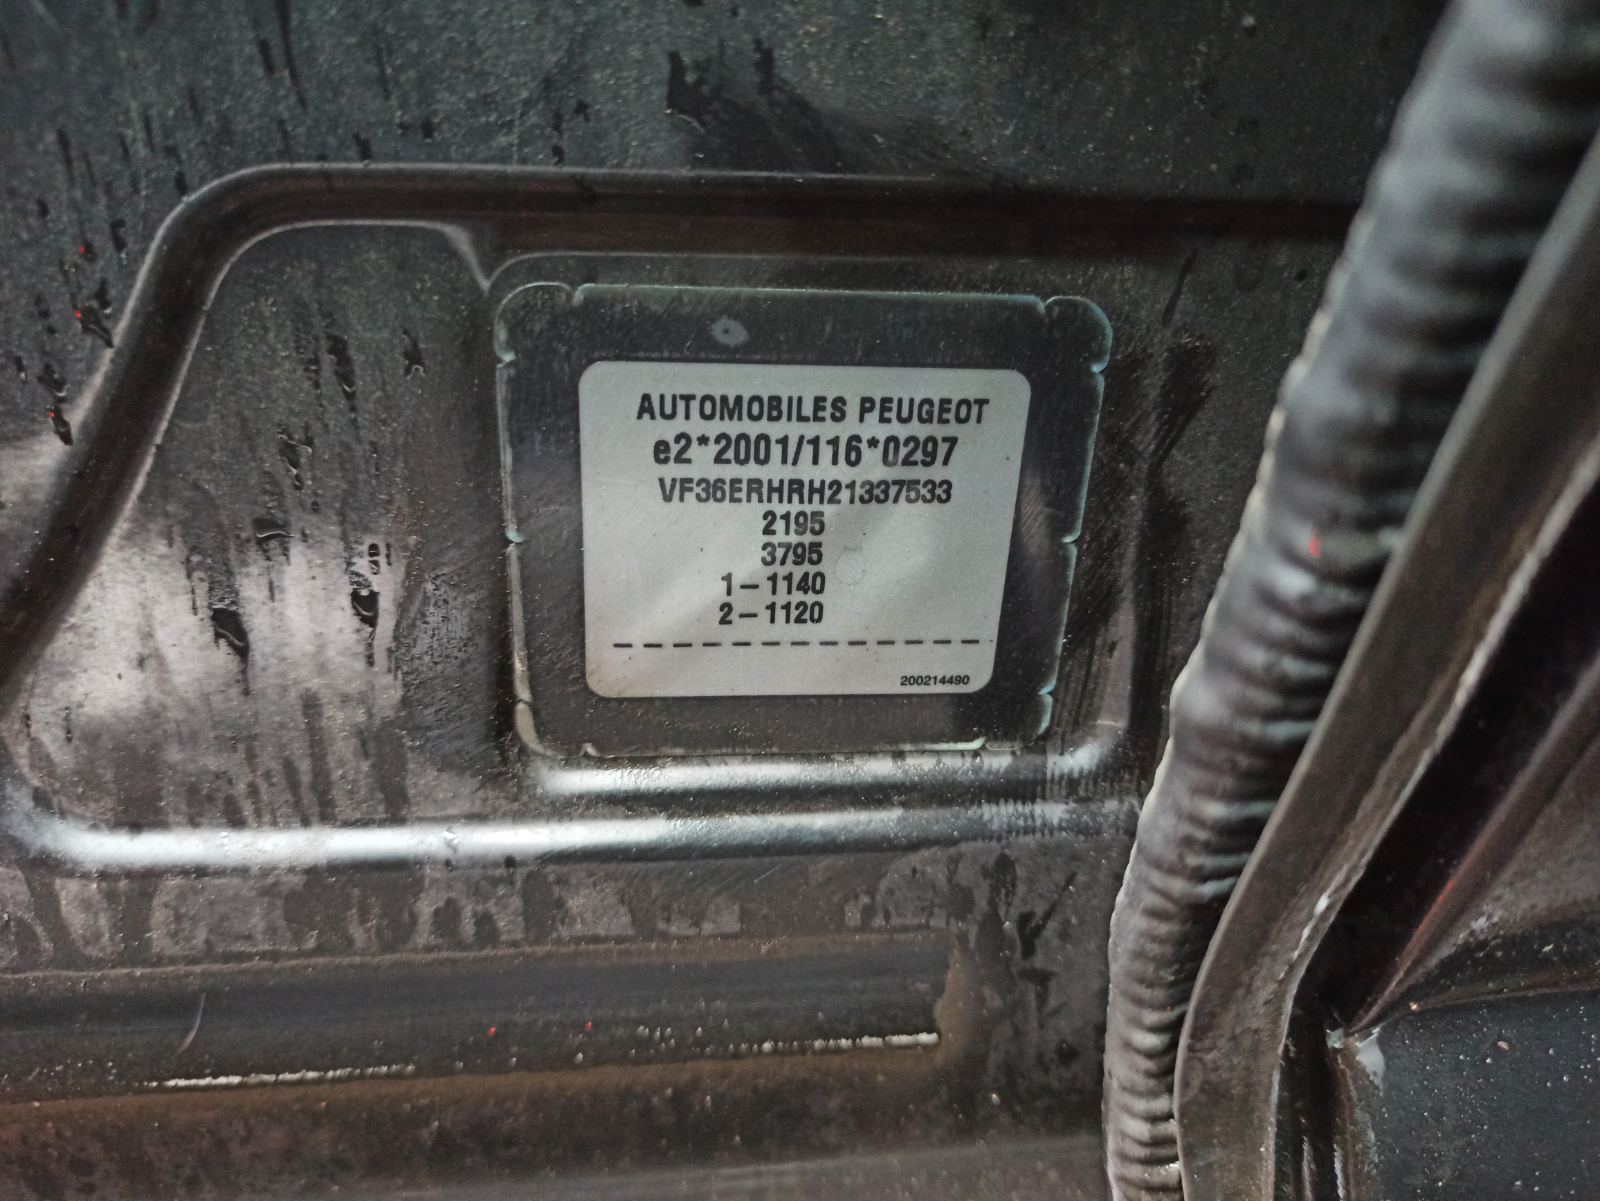 AUTOMOBILES PEUGEOT
e2*2001/116*0297
VF36ERHRH21337533
2195
3795
1-1140
2-1120
200214490